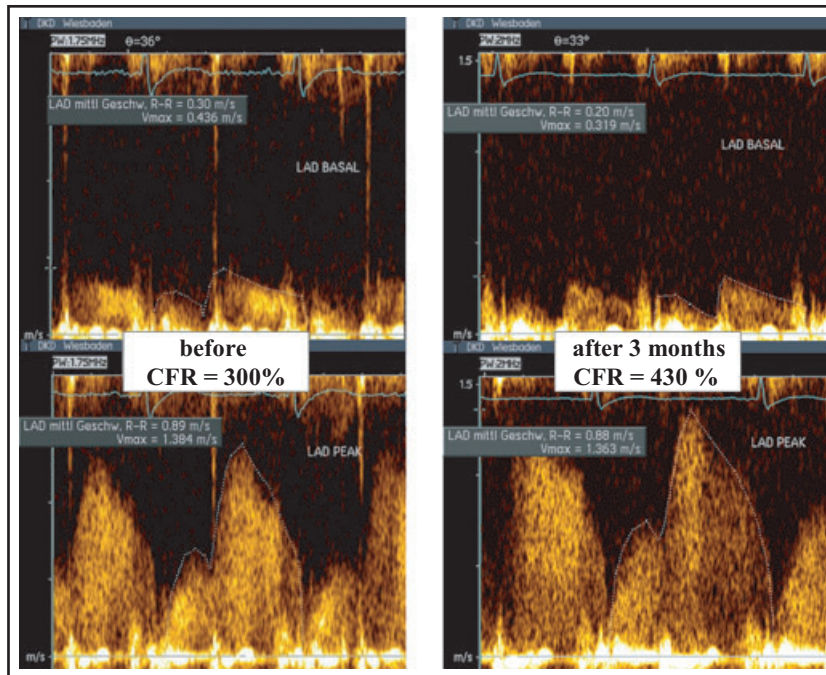 DKD Wiesbaden
PW:1.75MHz θ=36°
LAD mittl Geschw, R-R = 0.30 m/s
Vmax = 0.436 m/s
LAD BASAL
m/s
before
CFR = 300%
DKD Wiesbaden
PW:1.75MHz
LAD mittl Geschw, R-R = 0.89 m/s
Vmax = 1.384 m/s
LAD PEAK
m/s
DKD Wiesbaden
PW:2MHz θ=33°
1.5
LAD mittl Geschw, R-R = 0.20 m/s
Vmax = 0.319 m/s
LAD BASAL
m/s
after 3 months
CFR = 430 %
DKD Wiesbaden
PW:2MHz
1.5
LAD mittl Geschw, R-R = 0.88 m/s
Vmax = 1.363 m/s
LAD PEAK
m/s